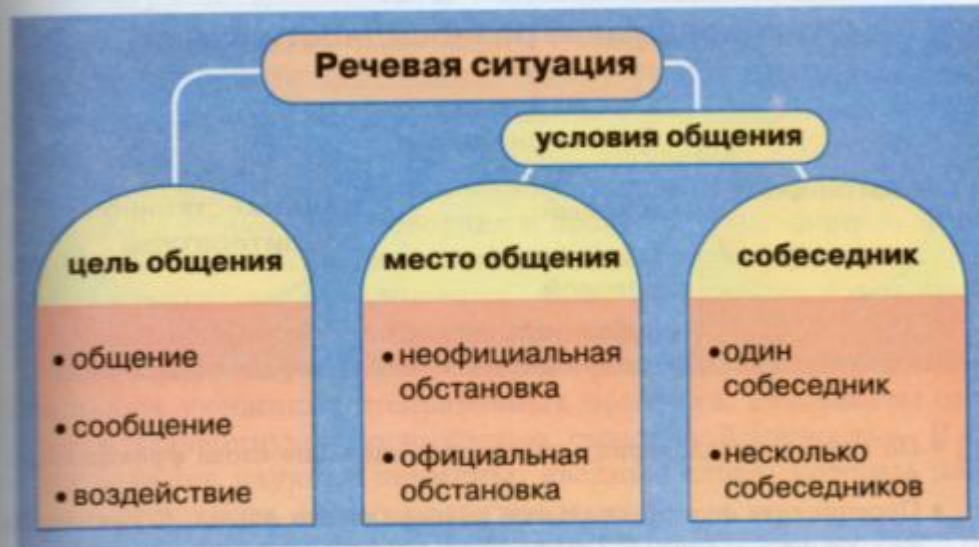 Речевая ситуация
условия общения
цель общения
• общение
• сообщение
• воздействие
место общения
• неофициальная
обстановка
• официальная
обстановка
собеседник
• один
собеседник
• несколько
собеседников